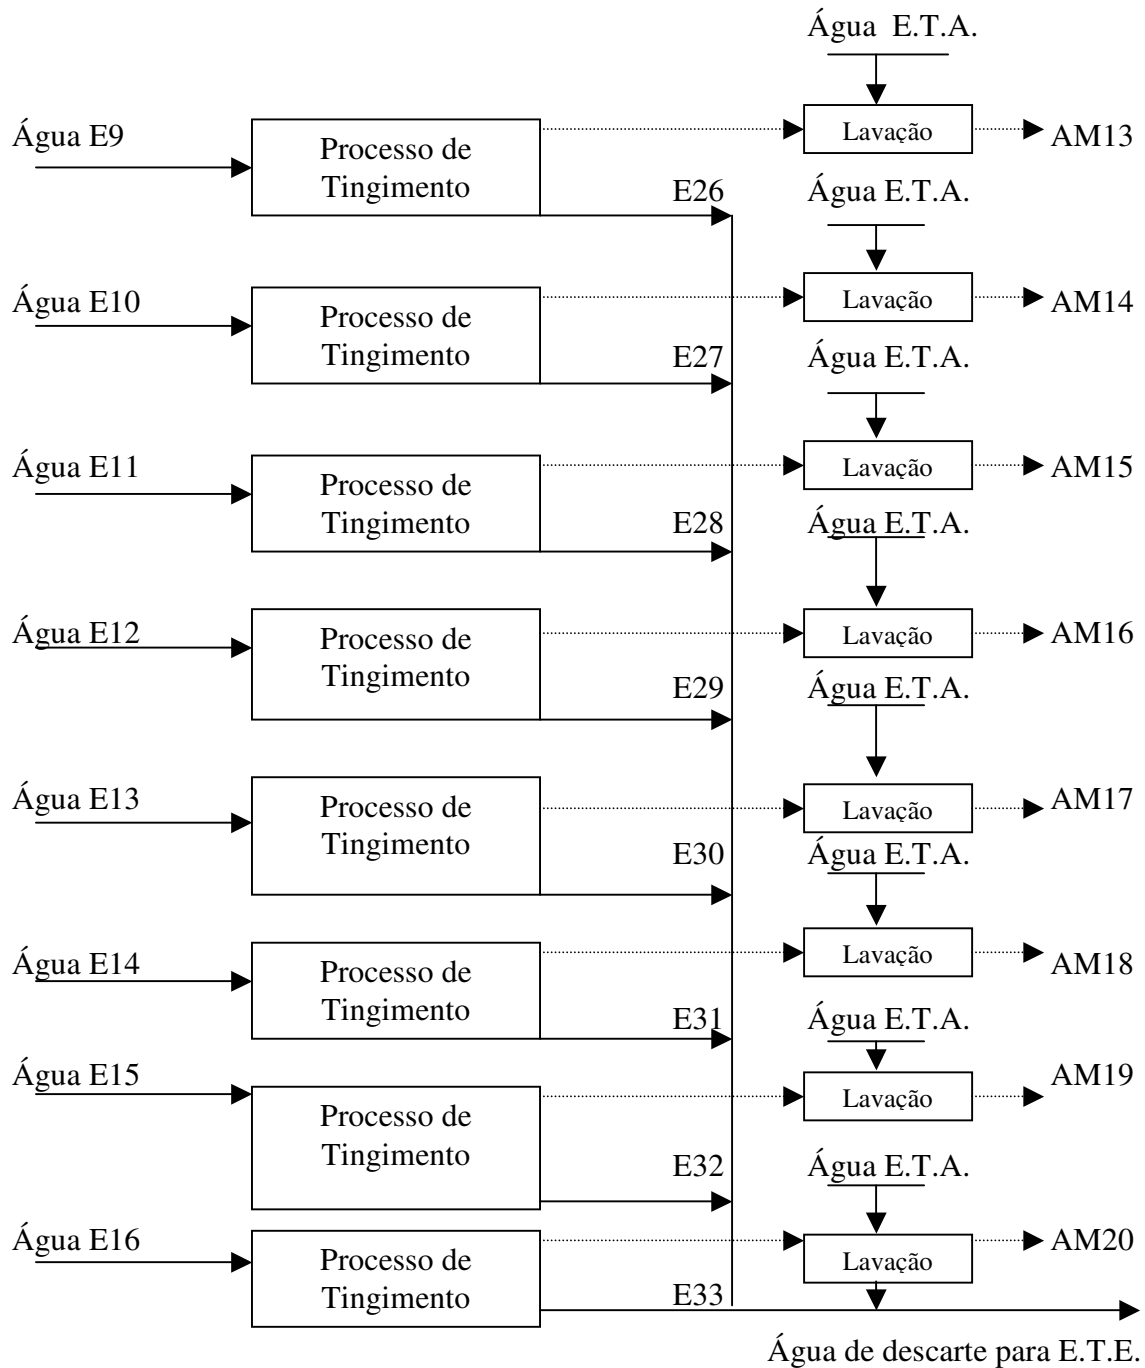 Água  E.T.A.
Água E9
Processo de
Tingimento
Lavação
AM13
E26
Água E.T.A.
Água E10
Processo de
Tingimento
Lavação
AM14
E27
Água E.T.A.
Água E11
Processo de
Tingimento
Lavação
AM15
E28
Água E.T.A.
Água E12
Processo de
Tingimento
Lavação
AM16
E29
Água E.T.A.
Água E13
Processo de
Tingimento
Lavação
AM17
E30
Água E.T.A.
Água E14
Processo de
Tingimento
Lavação
AM18
E31
Água E.T.A.
Água E15
Processo de
Tingimento
Lavação
AM19
E32
Água E.T.A.
Água E16
Processo de
Tingimento
Lavação
AM20
E33
Água de descarte para E.T.E.